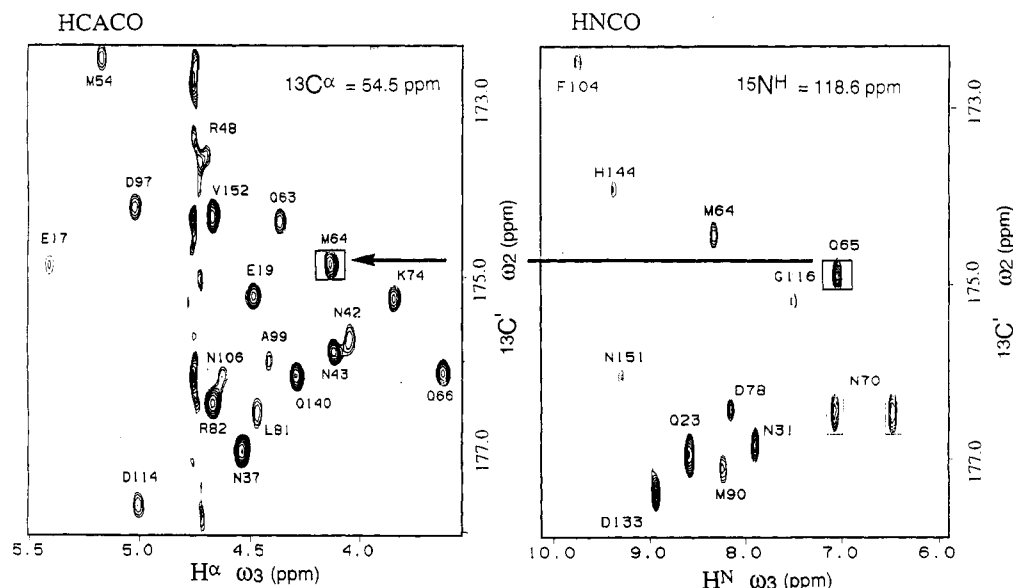 HCACO
13Cα = 54.5 ppm
M54
R48
D97
V152
Q63
E17
M64
E19
K74
N42
A99
N106
N43
Q140
Q66
R82
L81
N37
D114
173.0
175.0
177.0
13C' ω2 (ppm)
5.5 5.0 4.5 4.0
Hα ω3 (ppm)
HNCO
15NH = 118.6 ppm
F104
H144
M64
Q65
G116
N151
D78
N70
Q23
N31
M90
D133
173.0
175.0
177.0
13C' ω2 (ppm)
10.0 9.0 8.0 7.0 6.0
HN ω3 (ppm)